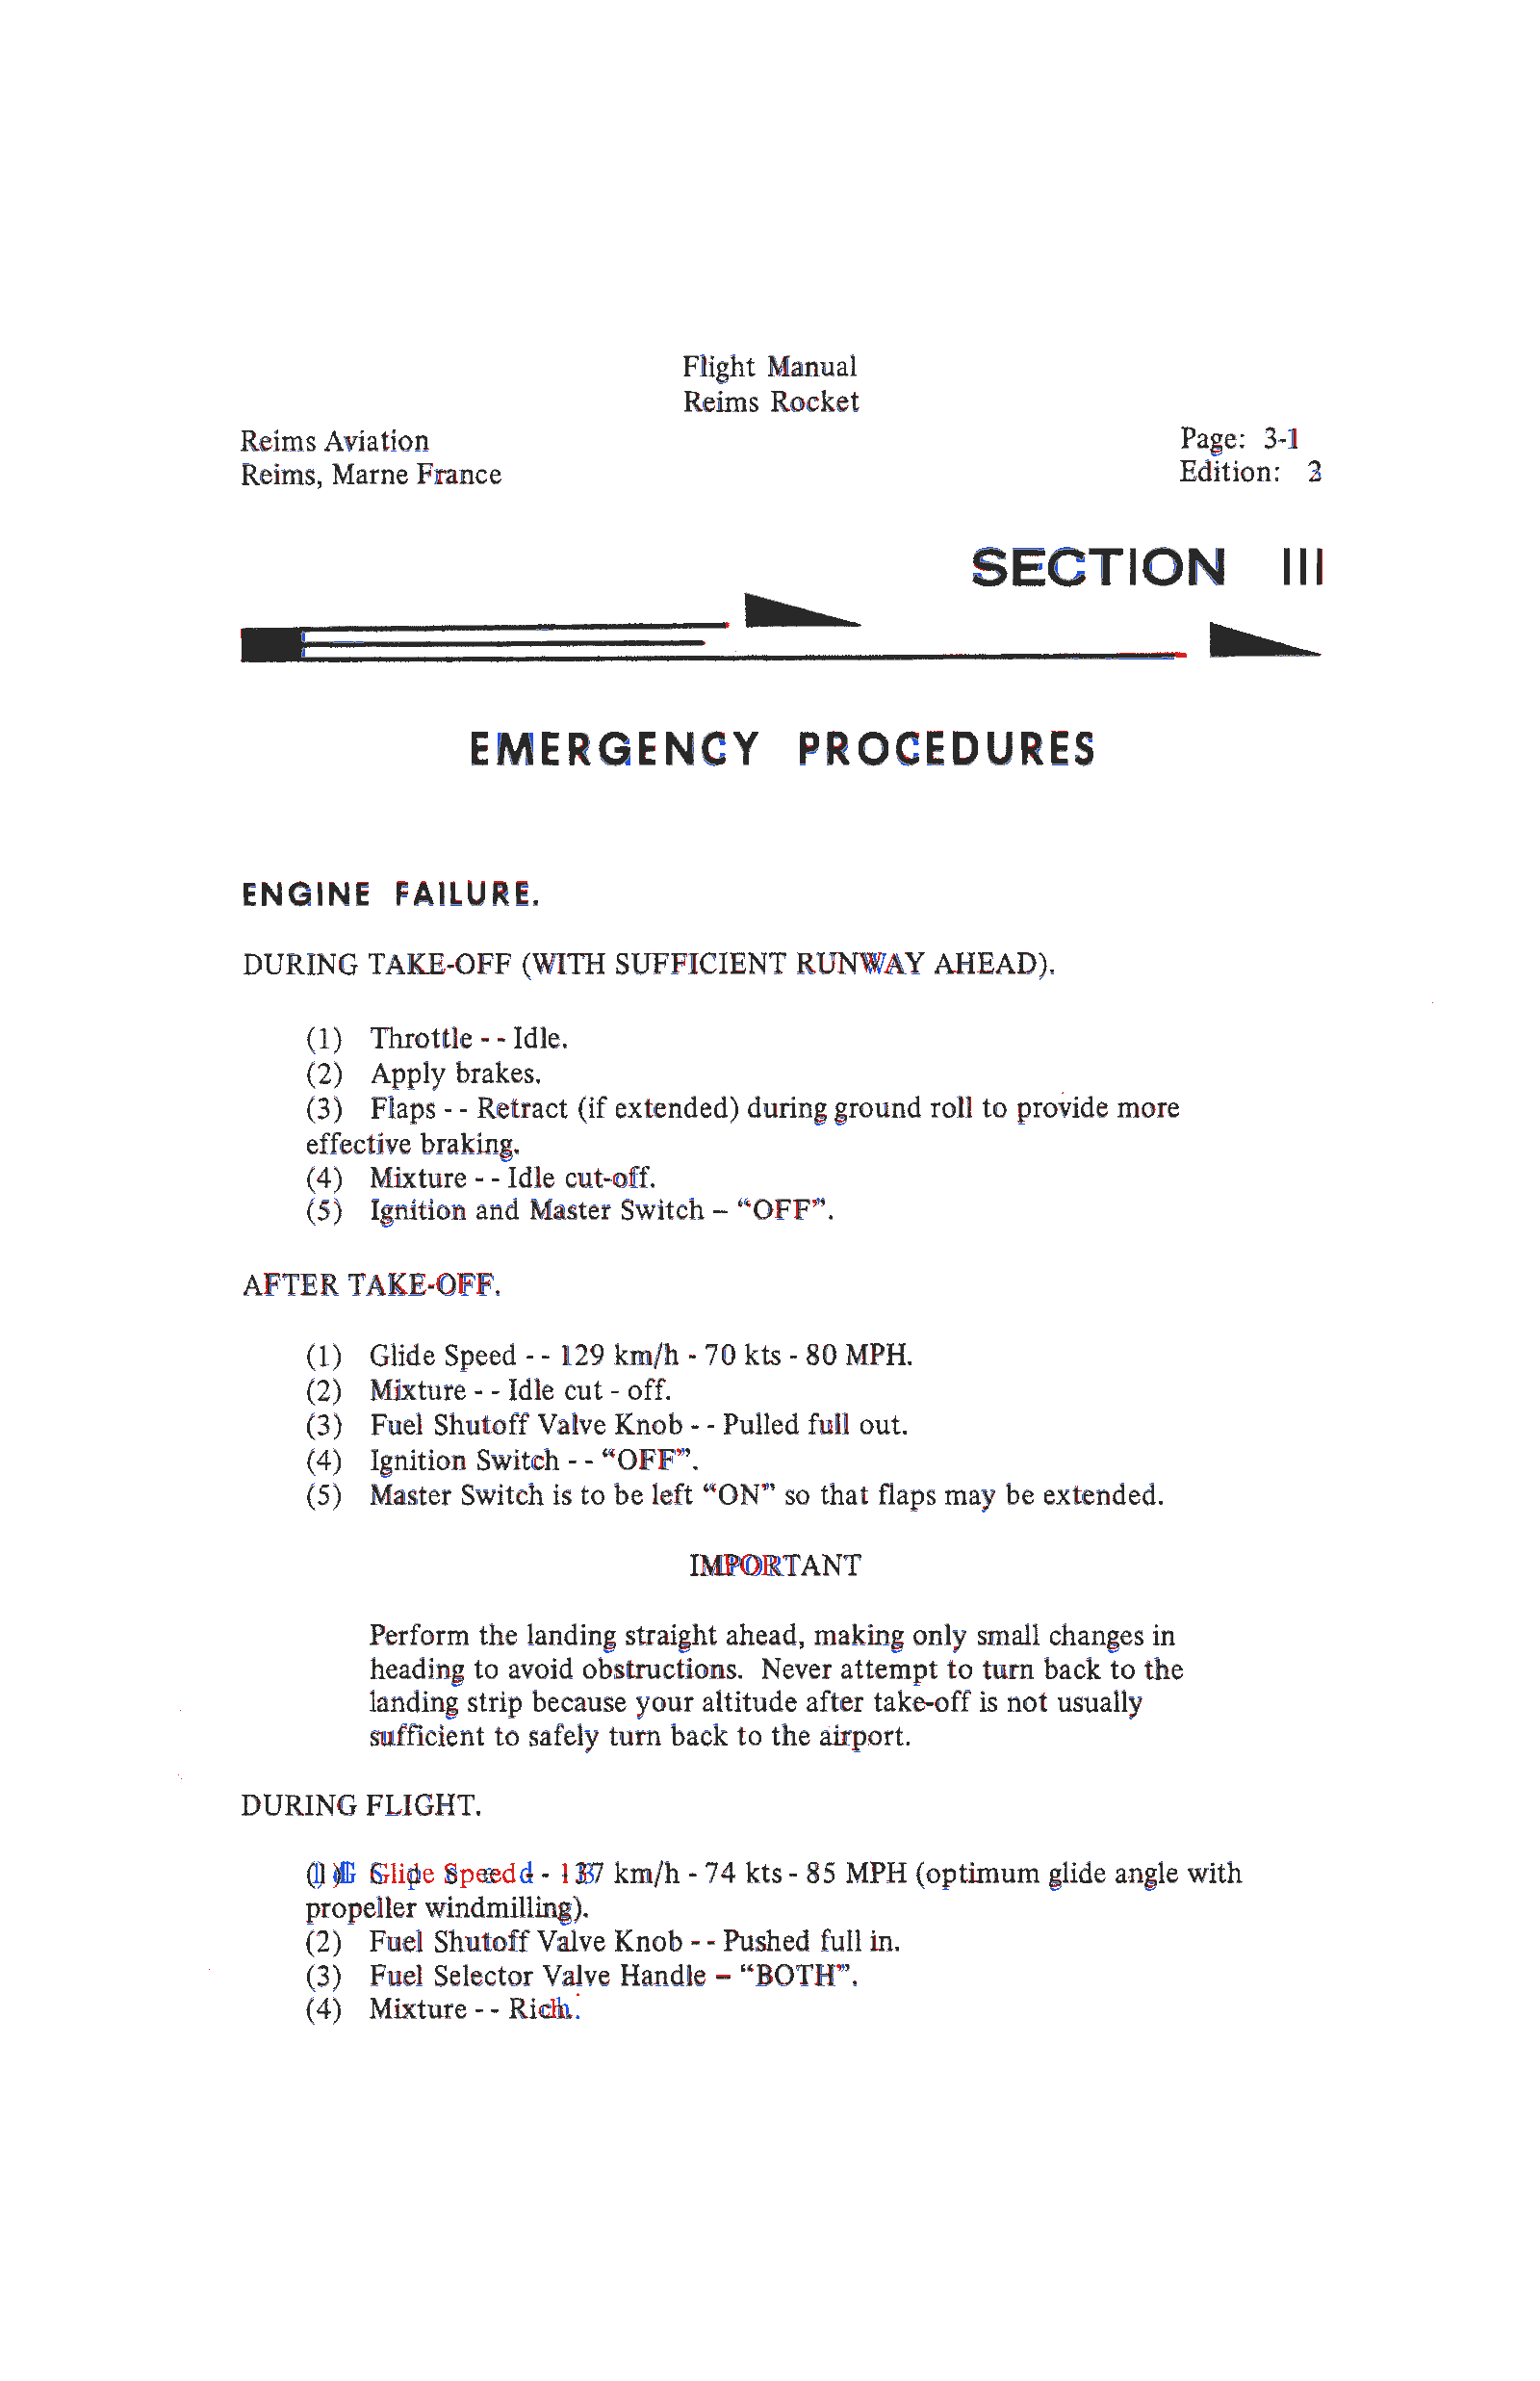 Flight Manual
Reims Rocket
Reims Aviation
Page: 3-1
Reims, Marne France
Edition: 2
SECTION III
EMERGENCY PROCEDURES
ENGINE FAILURE.
DURING TAKE-OFF (WITH SUFFICIENT RUNWAY AHEAD).
(1) Throttle - - Idle.
(2) Apply brakes.
(3) Flaps - - Retract (if extended) during ground roll to provide more
effective braking.
(4) Mixture - - Idle cut-off.
(5) Ignition and Master Switch – “OFF”.
AFTER TAKE-OFF.
(1) Glide Speed - - 129 km/h - 70 kts - 80 MPH.
(2) Mixture - - Idle cut - off.
(3) Fuel Shutoff Valve Knob - - Pulled full out.
(4) Ignition Switch - - “OFF”.
(5) Master Switch is to be left “ON” so that flaps may be extended.
IMPORTANT
Perform the landing straight ahead, making only small changes in
heading to avoid obstructions. Never attempt to turn back to the
landing strip because your altitude after take-off is not usually
sufficient to safely turn back to the airport.
DURING FLIGHT.
(1) Glide Speed - - 137 km/h - 74 kts - 85 MPH (optimum glide angle with
propeller windmilling).
(2) Fuel Shutoff Valve Knob - - Pushed full in.
(3) Fuel Selector Valve Handle – “BOTH”.
(4) Mixture - - Rich.